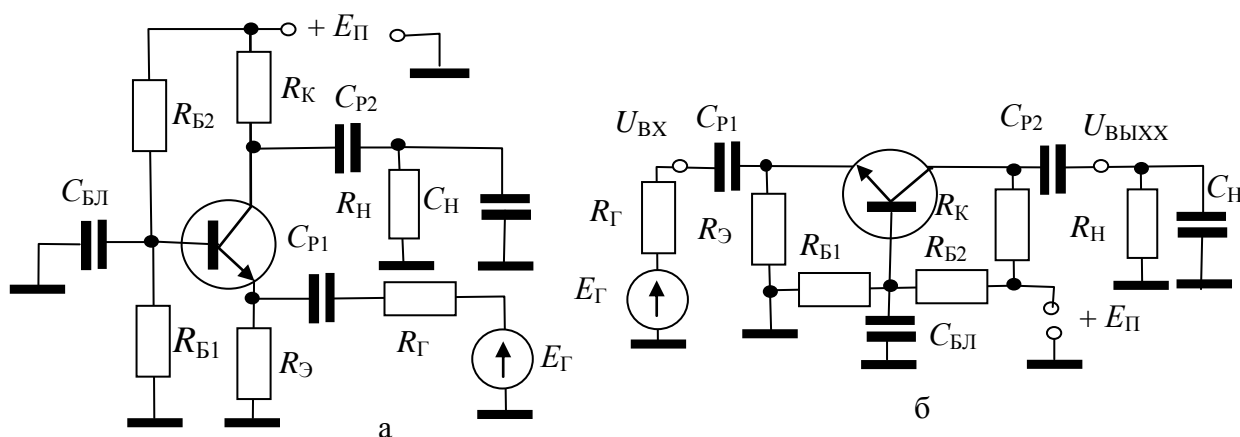 + EП
RК
RБ2
CР2
CБЛ
RН
CН
CР1
RБ1
RЭ
RГ
EГ
а
UВХ
CР1
CР2
UВЫХХ
RГ
RЭ
RК
RН
CН
RБ1
RБ2
EГ
CБЛ
+ EП
б